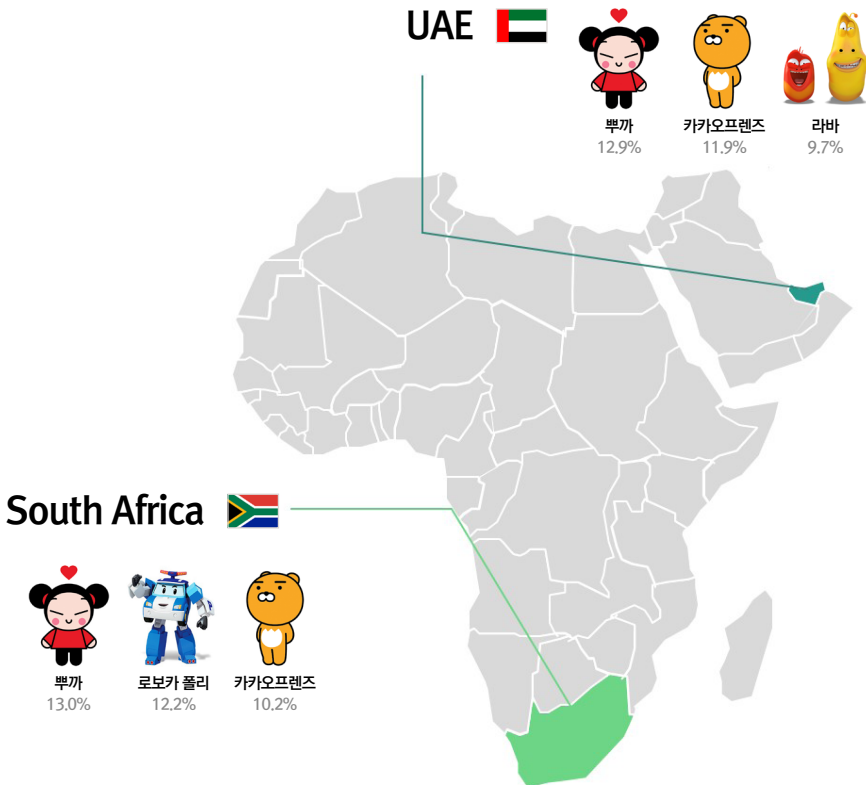 UAE
뿌까 카카오프렌즈 라바
12.9% 11.9% 9.7%
South Africa
뿌까 로보카 폴리 카카오프렌즈
13.0% 12.2% 10.2%